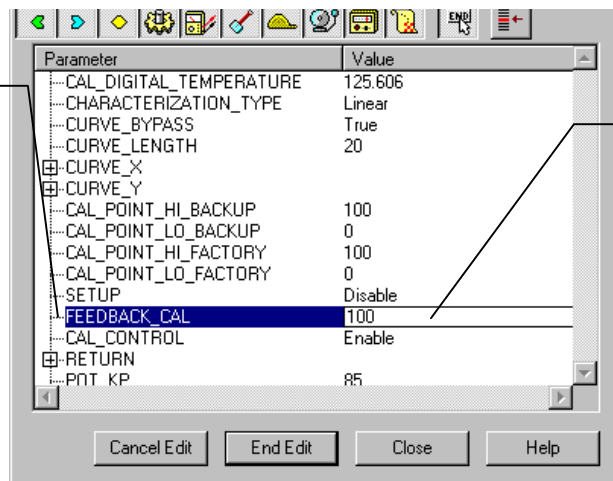 END
Parameter Value
CAL_DIGITAL_TEMPERATURE 125.606
CHARACTERIZATION_TYPE Linear
CURVE_BYPASS True
CURVE_LENGTH 20
CURVE_X
CURVE_Y
CAL_POINT_HI_BACKUP 100
CAL_POINT_LO_BACKUP 0
CAL_POINT_HI_FACTORY 100
CAL_POINT_LO_FACTORY 0
SETUP Disable
FEEDBACK_CAL 100
CAL_CONTROL Enable
RETURN
POT_KP 85
Cancel Edit End Edit Close Help